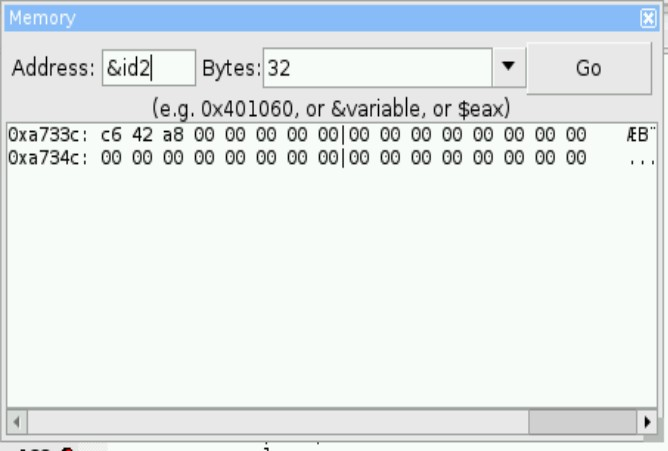 Memory
Address: &id2 Bytes: 32 Go
(e.g. 0x401060, or &variable, or $eax)
0xa733c: c6 42 a8 00 00 00 00 00|00 00 00 00 00 00 00 00 ÆB¨
0xa734c: 00 00 00 00 00 00 00 00|00 00 00 00 00 00 00 00 ...